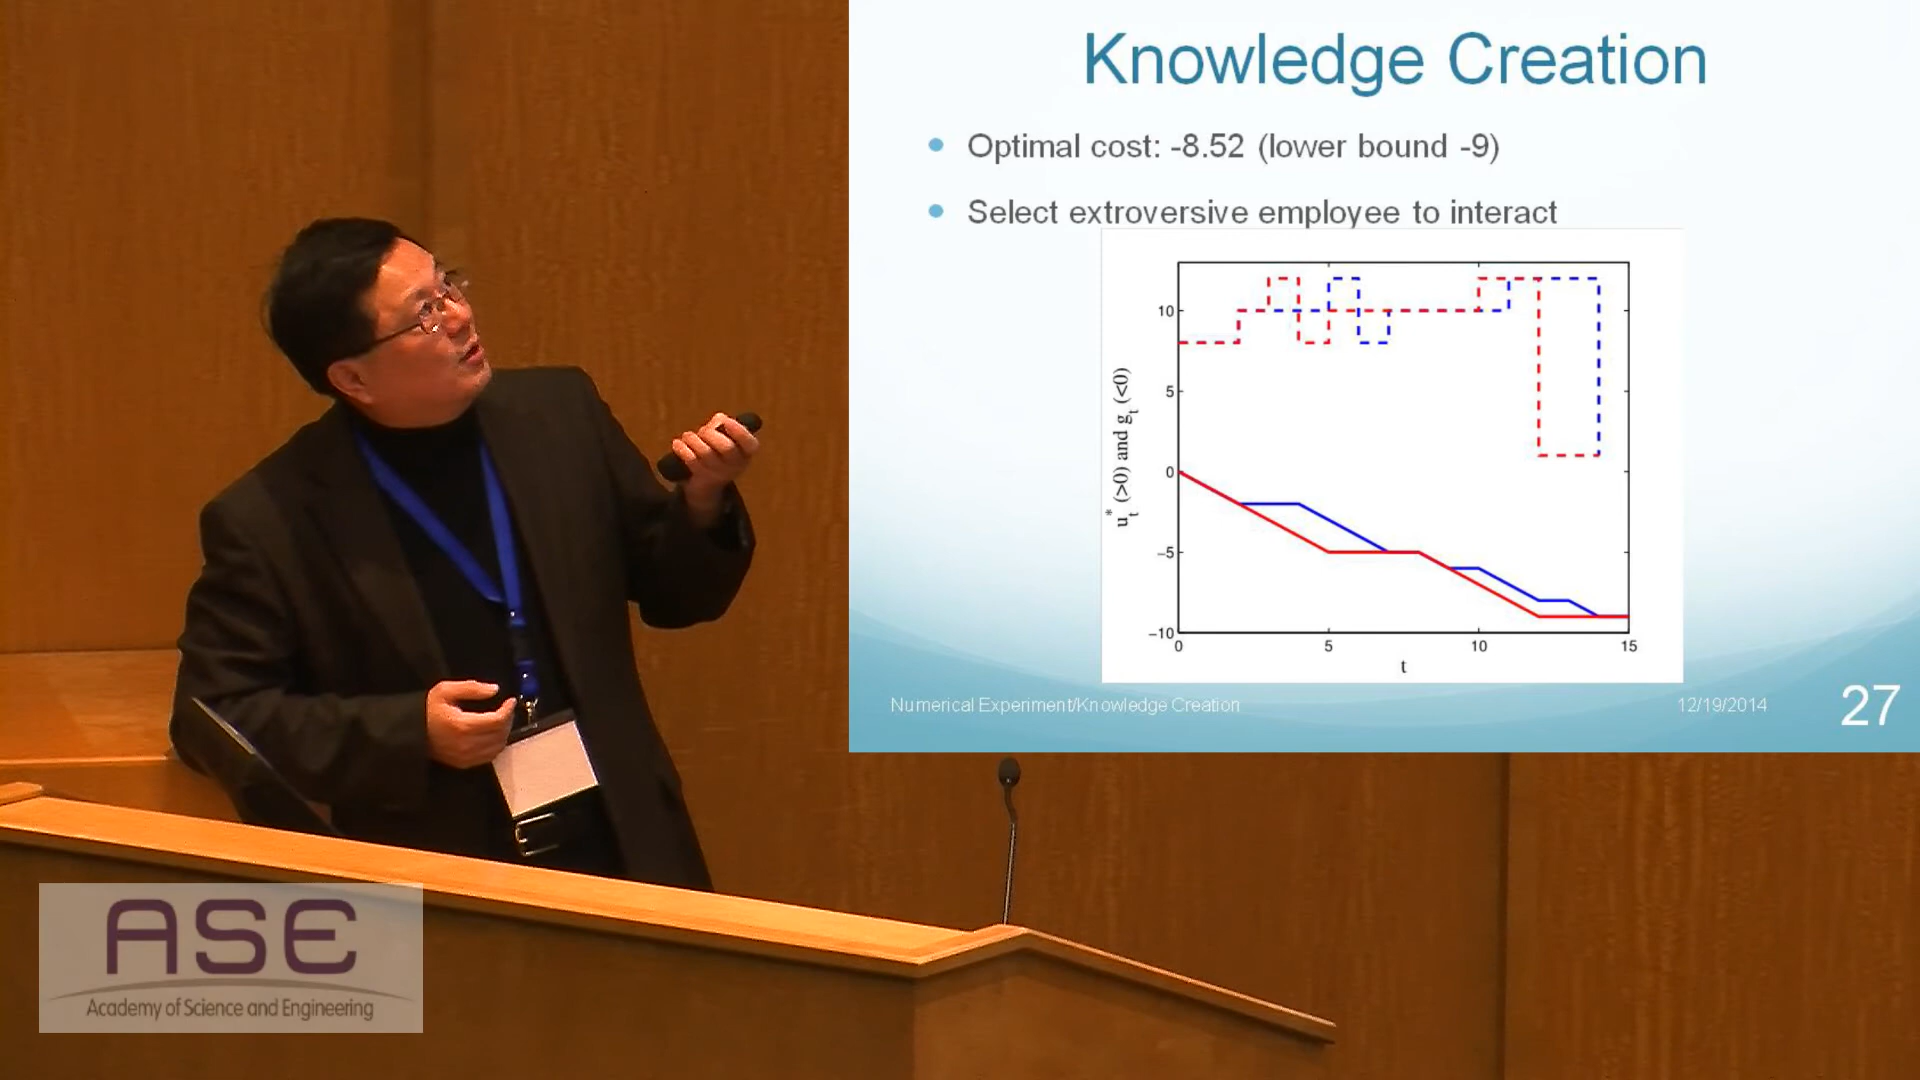 Knowledge Creation
Optimal cost: -8.52 (lower bound -9)
Select extroversive employee to interact
10
5
0
−5
−10
0
5
10
15
u*t (>0) and gt (<0)
t
Numerical Experiment/Knowledge Creation
12/19/2014
27
ASE
Academy of Science and Engineering